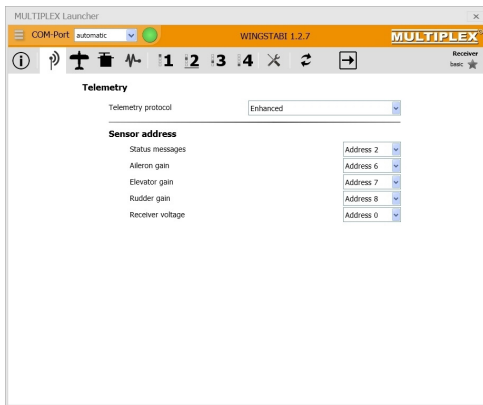 MULTIPLEX Launcher
COM-Port automatic WINGSTABI 1.2.7 MULTIPLEX
1 2 3 4 Receiver
basic
Telemetry
Telemetry protocol Enhanced
Sensor address
Status messages Address 2
Aileron gain Address 6
Elevator gain Address 7
Rudder gain Address 8
Receiver voltage Address 0